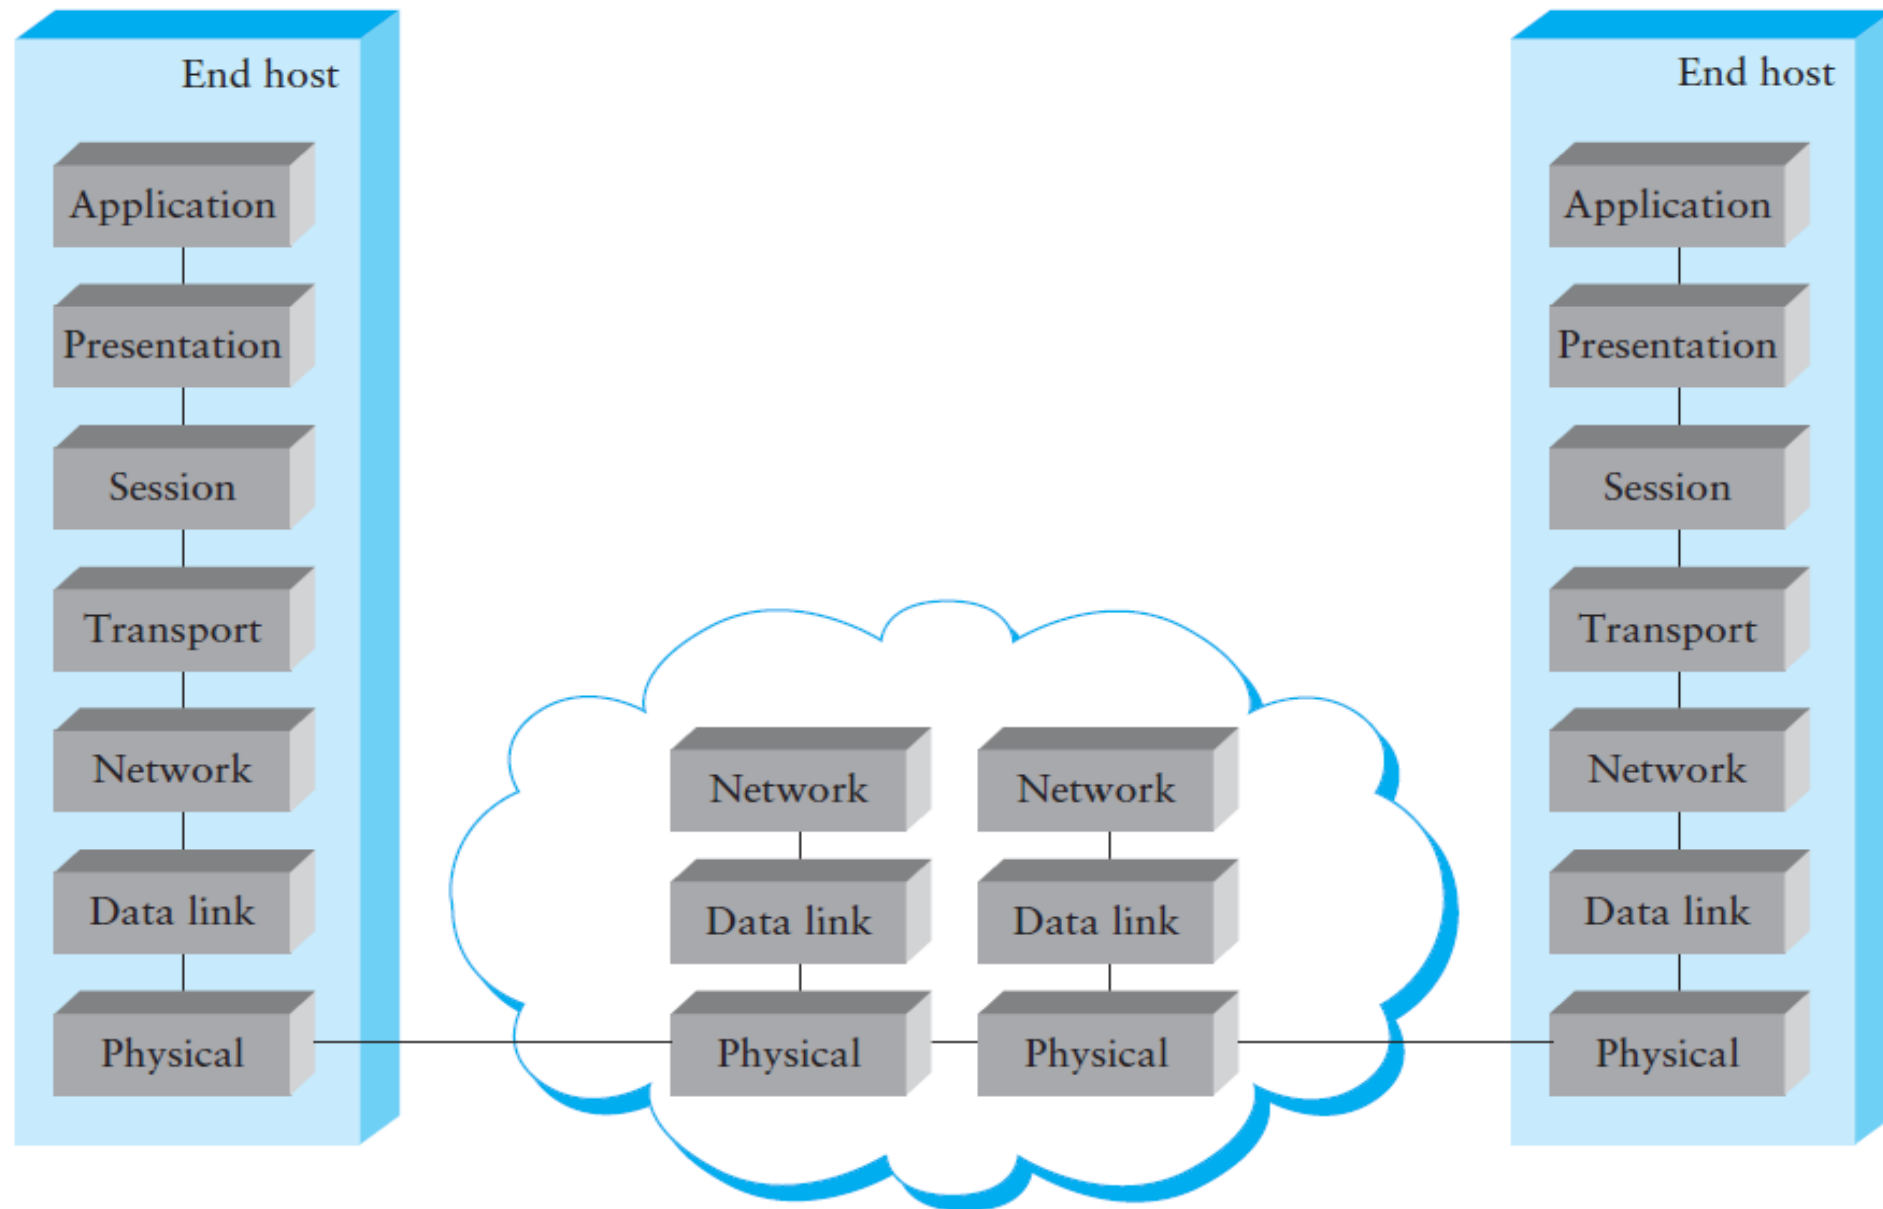 End host
Application
Presentation
Session
Transport
Network
Data link
Physical
Network
Data link
Physical
Network
Data link
Physical
End host
Application
Presentation
Session
Transport
Network
Data link
Physical